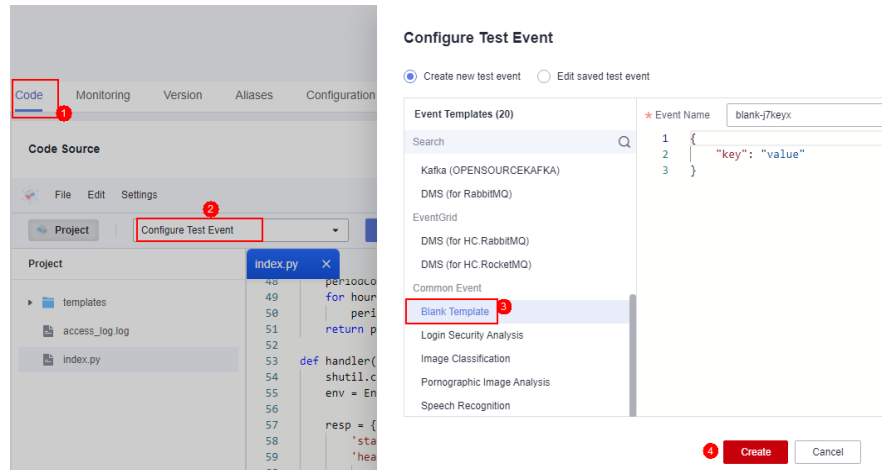 Code Monitoring Version Aliases Configuration
1
Code Source
File Edit Settings
2
Project Configure Test Event
Project
index.py ×
templates
access_log.log
index.py
48
49 for hour
50 peri
51 return p
52
53 def handler(
54 shutil.c
55 env = En
56
57 resp = {
58 'sta
59 'hea
Configure Test Event
Create new test event Edit saved test event
Event Templates (20)
Search
Kafka (OPENSOURCEKAFKA)
DMS (for RabbitMQ)
EventGrid
DMS (for HC.RabbitMQ)
DMS (for HC.RocketMQ)
Common Event
Blank Template 3
Login Security Analysis
Image Classification
Pornographic Image Analysis
Speech Recognition
* Event Name blank-j7keyx
1 {
2 "key": "value"
3 }
4 Create Cancel